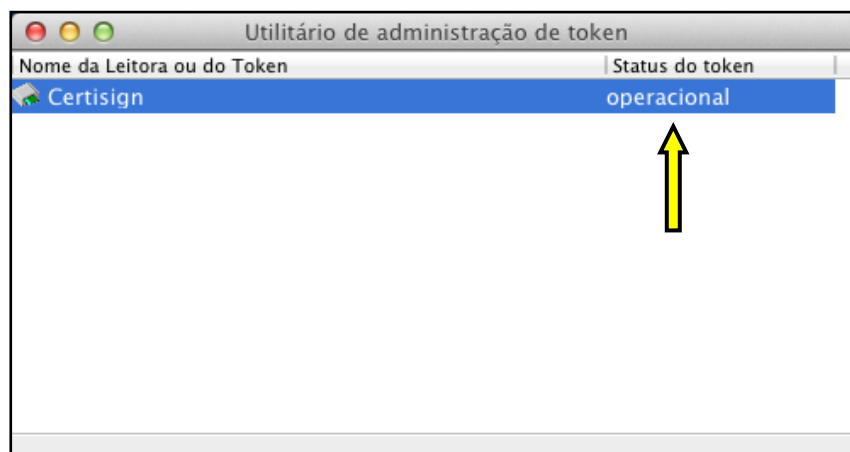 Utilitário de administração de token
Nome da Leitora ou do Token Status do token
Certisign operacional